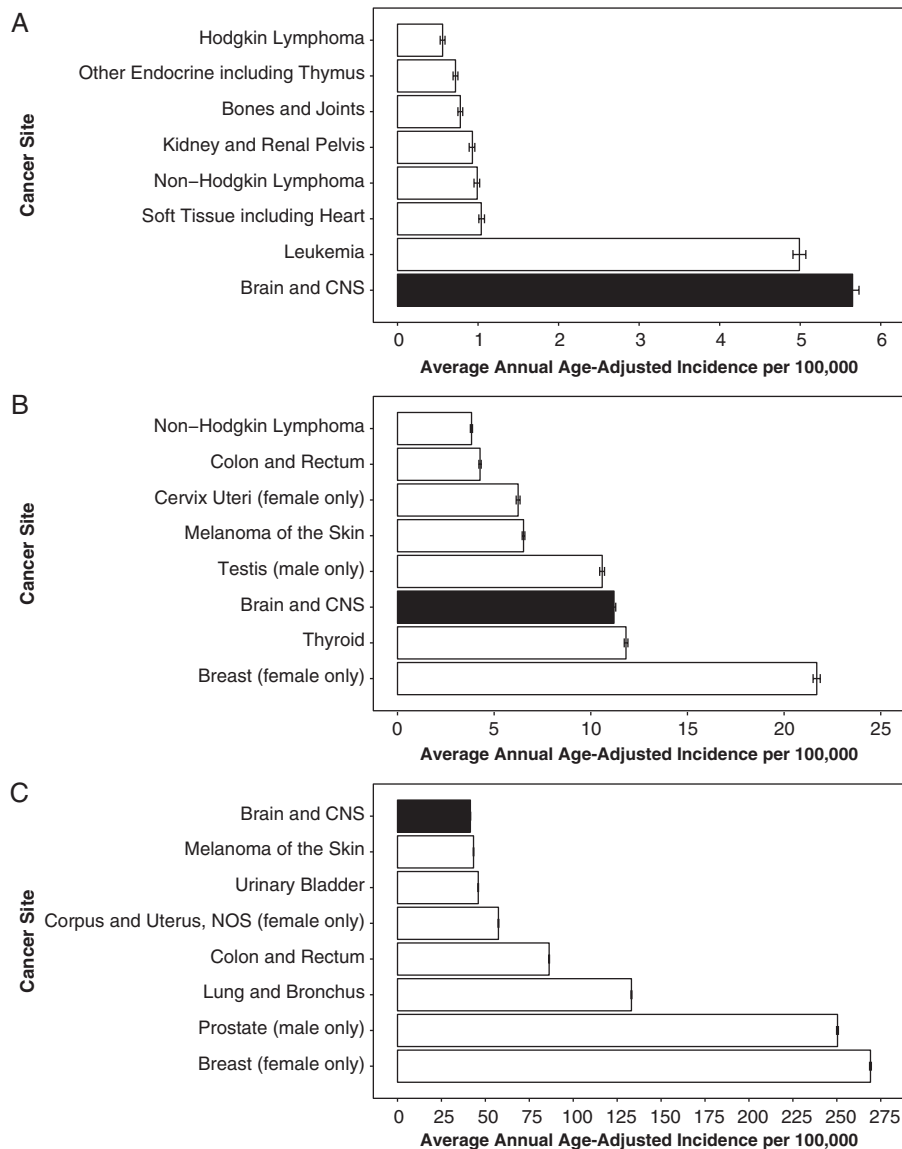 A
Cancer Site
Hodgkin Lymphoma
Other Endocrine including Thymus
Bones and Joints
Kidney and Renal Pelvis
Non−Hodgkin Lymphoma
Soft Tissue including Heart
Leukemia
Brain and CNS
0 1 2 3 4 5 6
Average Annual Age-Adjusted Incidence per 100,000
B
Cancer Site
Non−Hodgkin Lymphoma
Colon and Rectum
Cervix Uteri (female only)
Melanoma of the Skin
Testis (male only)
Brain and CNS
Thyroid
Breast (female only)
0 5 10 15 20 25
Average Annual Age-Adjusted Incidence per 100,000
C
Cancer Site
Brain and CNS
Melanoma of the Skin
Urinary Bladder
Corpus and Uterus, NOS (female only)
Colon and Rectum
Lung and Bronchus
Prostate (male only)
Breast (female only)
0 25 50 75 100 125 150 175 200 225 250 275
Average Annual Age-Adjusted Incidence per 100,000